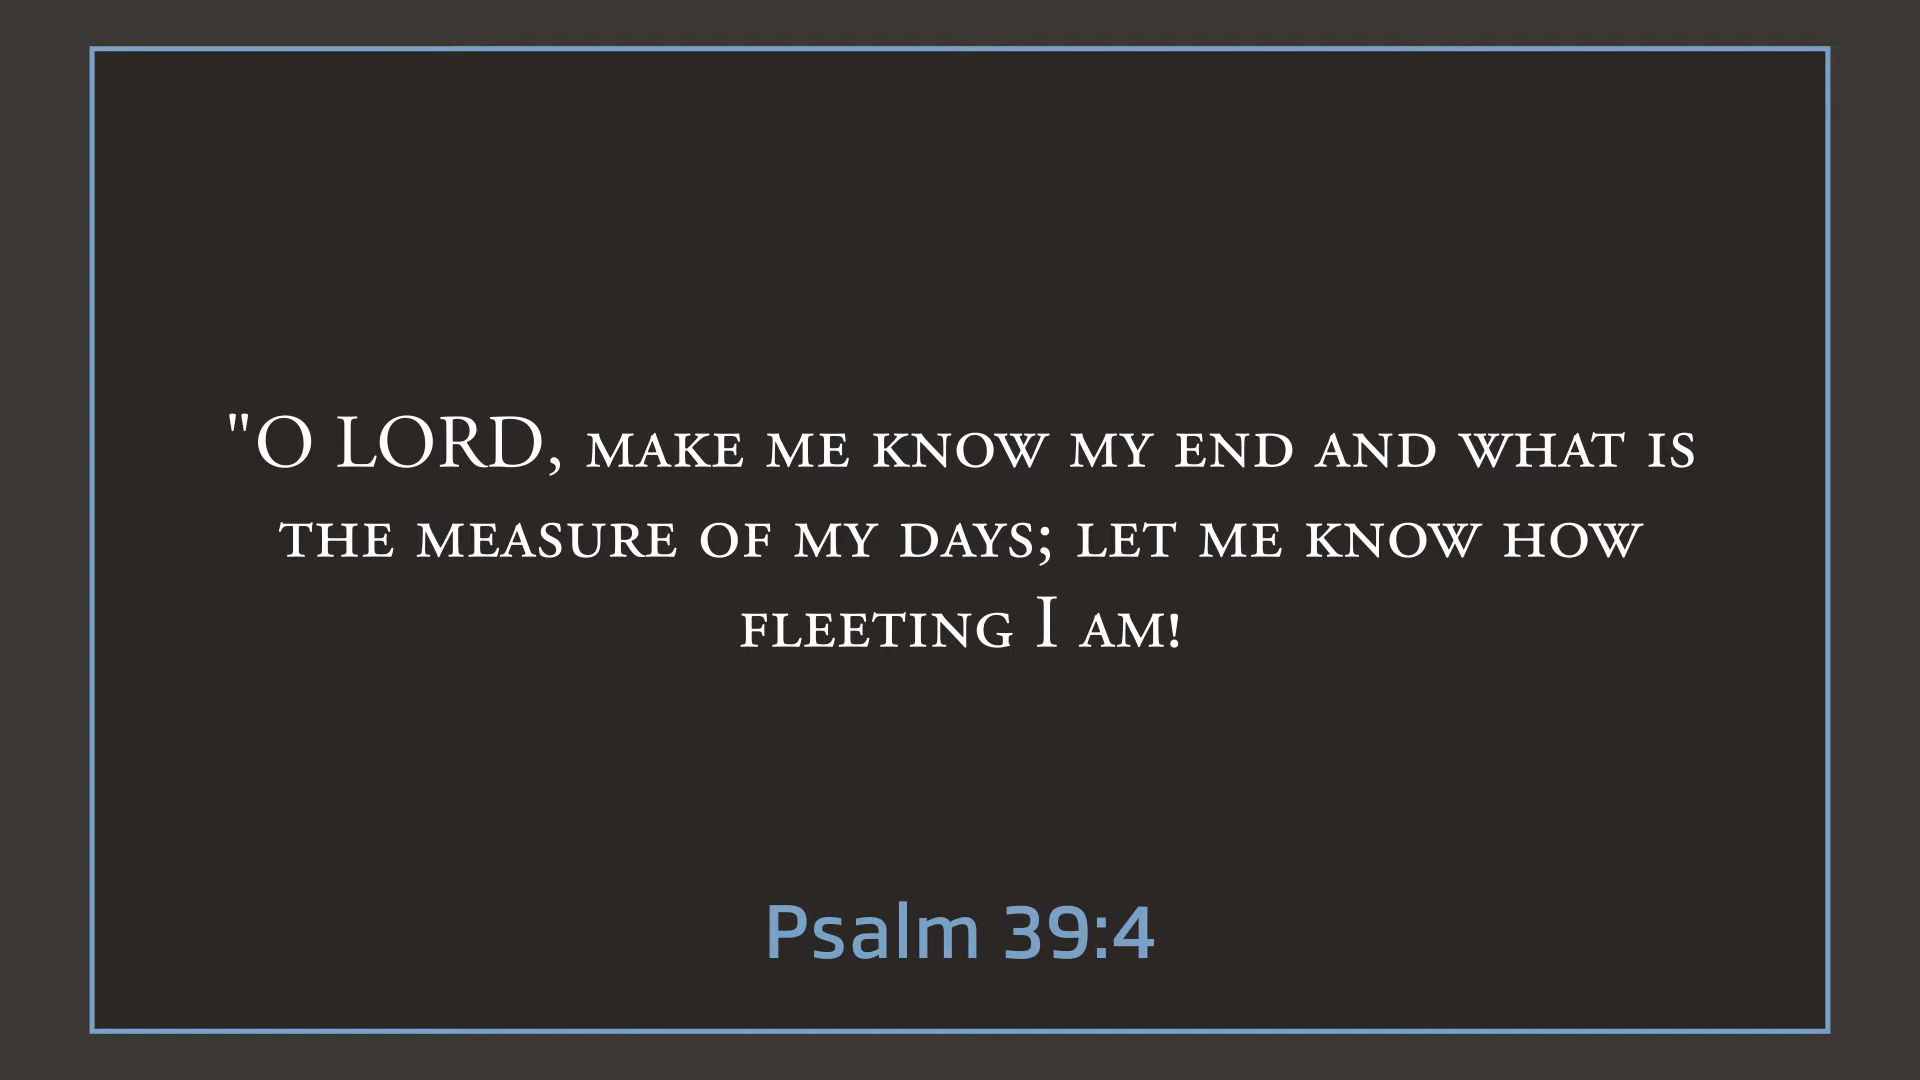 "O LORD, make me know my end and what is
the measure of my days; let me know how
fleeting I am!
Psalm 39:4